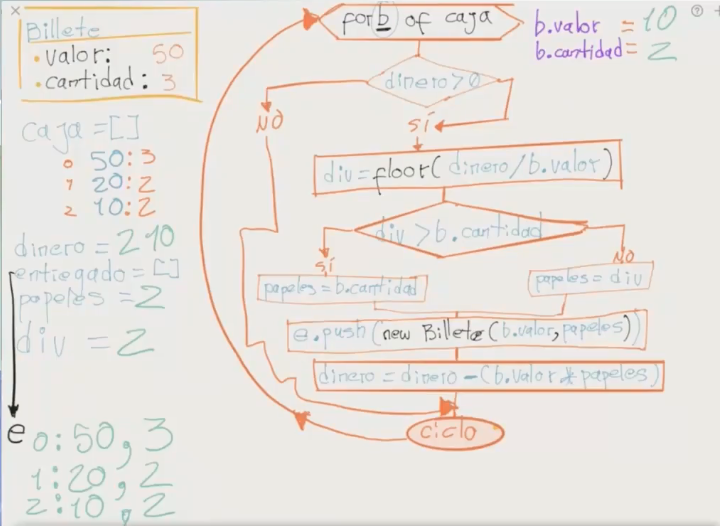 Billete
• valor: 50
• cantidad: 3
caja = []
0 50:3
1 20:2
2 10:2
dinero = 210
entregado = []
papeles = 2
div = 2
e 0:50, 3
1:20, 2
2:10, 2
for b of caja
dinero>0
NO
SÍ
div=floor(dinero/b.valor)
div >b.cantidad
SÍ
NO
papeles=b.cantidad
papeles=div
e.push(new Billete(b.valor,papeles))
dinero = dinero-(b.valor*papeles)
ciclo
b.valor = 10
b.cantidad= 2